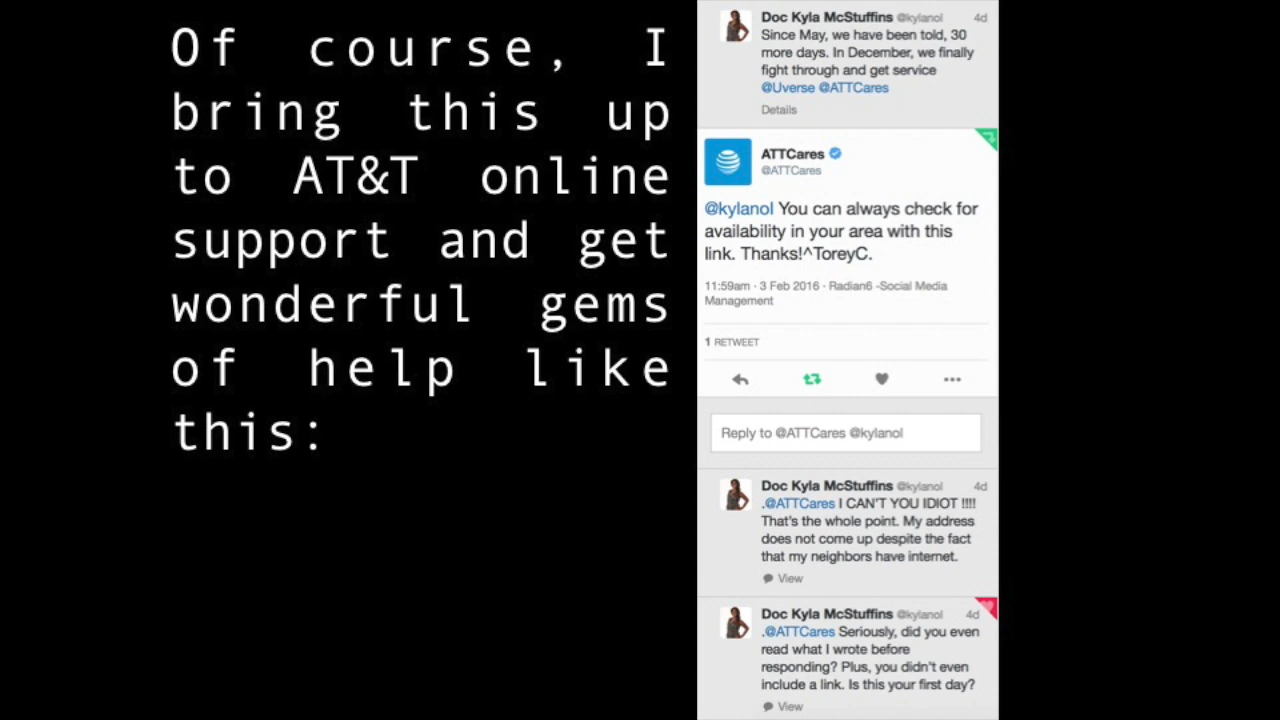 Of course, I
bring this up
to AT&T online
support and get
wonderful gems
of help like
this:
Doc Kyla McStuffins @kylanol 4d
Since May, we have been told, 30
more days. In December, we finally
fight through and get service
@Uverse @ATTCares
Details
ATTCares
@ATTCares
@kylanol You can always check for
availability in your area with this
link. Thanks!^ToreyC.
11:59am · 3 Feb 2016 · Radian6 -Social Media
Management
1 RETWEET
Reply to @ATTCares @kylanol
Doc Kyla McStuffins @kylanol 4d
.@ATTCares I CAN'T YOU IDIOT !!!!
That's the whole point. My address
does not come up despite the fact
that my neighbors have internet.
View
Doc Kyla McStuffins @kylanol 4d
.@ATTCares Seriously, did you even
read what I wrote before
responding? Plus, you didn't even
include a link. Is this your first day?
View